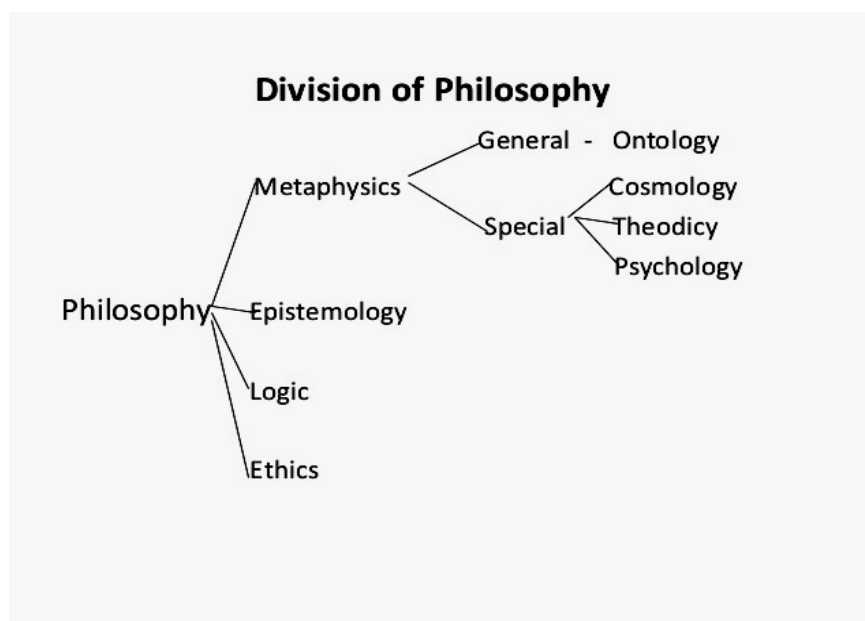 Division of Philosophy
General - Ontology
Metaphysics
Cosmology
Special
Theodicy
Psychology
Philosophy
Epistemology
Logic
Ethics